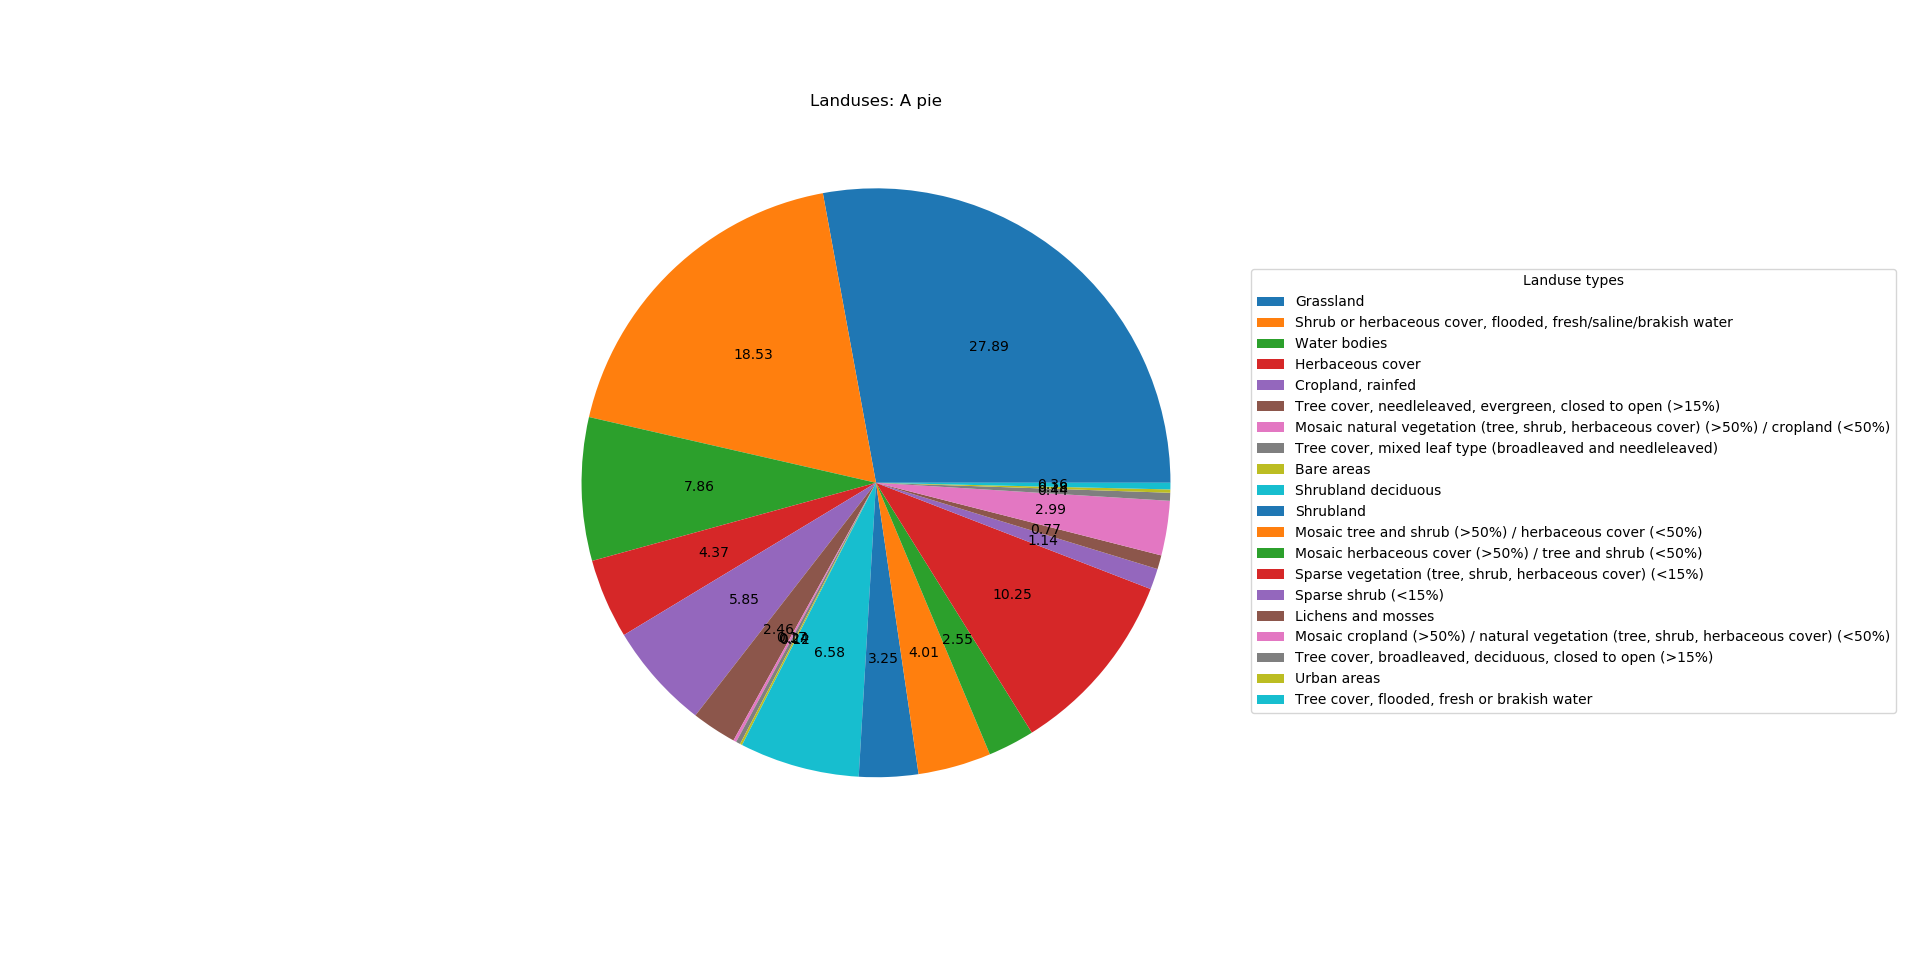 Landuses: A pie
27.89
18.53
7.86
4.37
5.85
2.46
6.58
3.25
4.01
2.55
10.25
1.14
0.77
2.99
0.44
0.36
Landuse types
Grassland
Shrub or herbaceous cover, flooded, fresh/saline/brakish water
Water bodies
Herbaceous cover
Cropland, rainfed
Tree cover, needleleaved, evergreen, closed to open (>15%)
Mosaic natural vegetation (tree, shrub, herbaceous cover) (>50%) / cropland (<50%)
Tree cover, mixed leaf type (broadleaved and needleleaved)
Bare areas
Shrubland deciduous
Shrubland
Mosaic tree and shrub (>50%) / herbaceous cover (<50%)
Mosaic herbaceous cover (>50%) / tree and shrub (<50%)
Sparse vegetation (tree, shrub, herbaceous cover) (<15%)
Sparse shrub (<15%)
Lichens and mosses
Mosaic cropland (>50%) / natural vegetation (tree, shrub, herbaceous cover) (<50%)
Tree cover, broadleaved, deciduous, closed to open (>15%)
Urban areas
Tree cover, flooded, fresh or brakish water